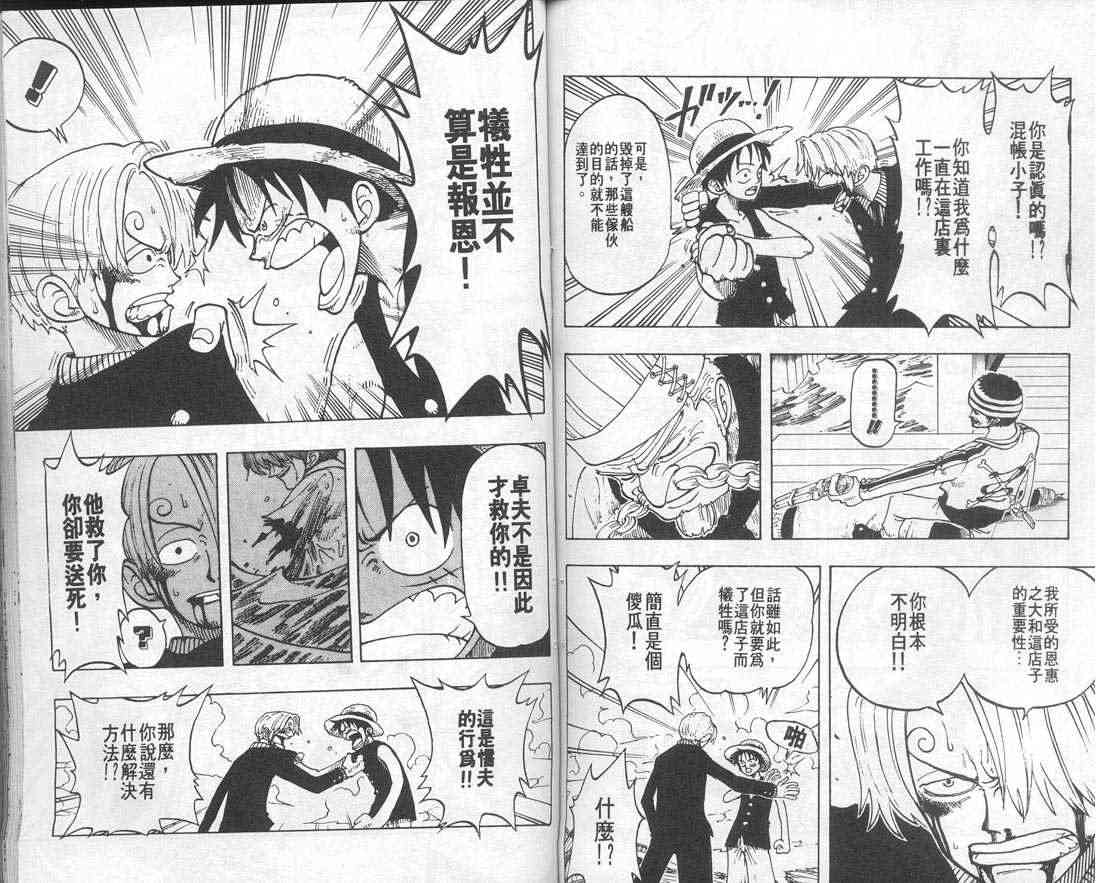 你是認真的嗎!?
混帳小子!
你知道我為什麼
一直在這店裏
工作嗎!?
ガツ…!
可是,
毀掉了這艘船
的話,那些傢伙
的目的就不能
達到了。
…………!!
我所受的恩惠
之大和這店子
的重要性…
你根本
不明白!!
話雖如此,
但你就要為
了這店子而
犧牲嗎?
簡直是個
傻瓜!
啪
什麼!?
犧牲並不
算是報恩!
!
卓夫不是因此
才救你的!!
他救了你,
你卻要送死!
?
這是懦夫
的行為!!
那麼,
你說還有
什麼解決
方法!?